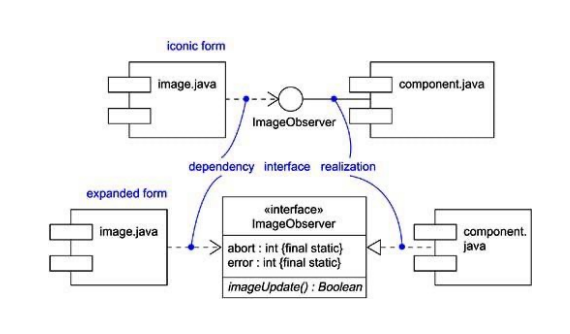 iconic form
image.java
component.java
ImageObserver
dependency interface realization
expanded form
image.java
«interface»
ImageObserver
abort : int {final static}
error : int {final static}
imageUpdate() : Boolean
component.
java